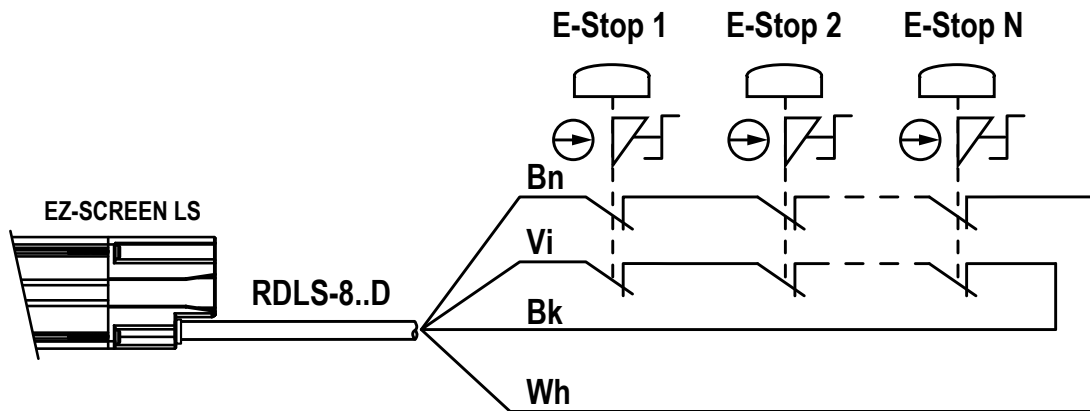 E-Stop 1 E-Stop 2 E-Stop N
Bn
EZ-SCREEN LS
Vi
RDLS-8..D
Bk
Wh